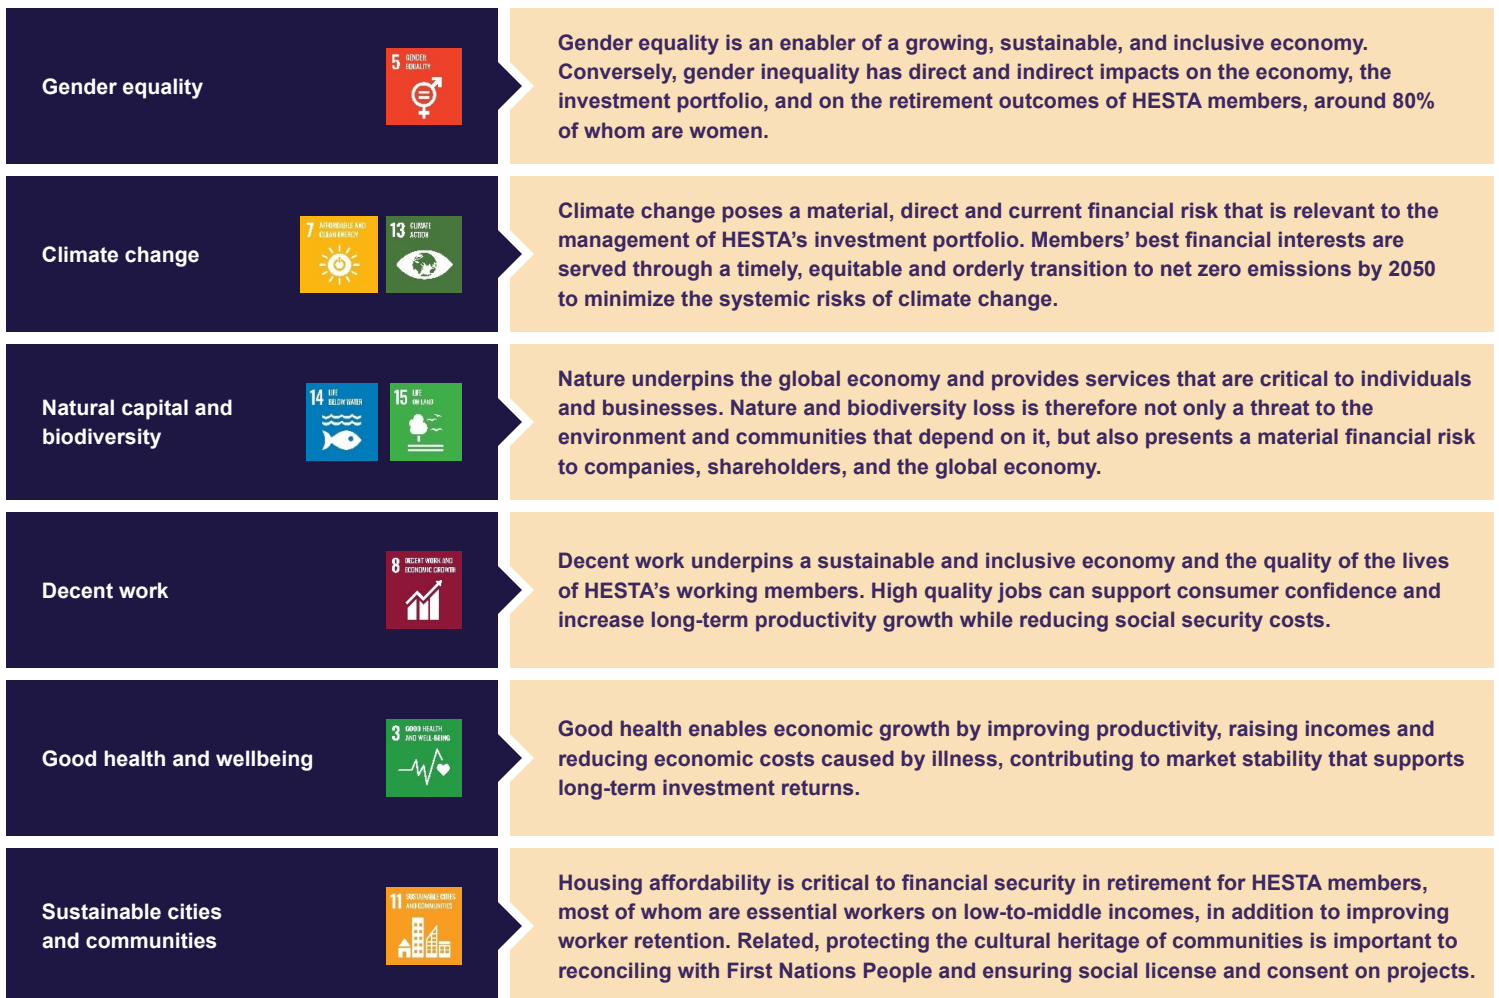 Gender equality
5 GENDER
EQUALITY
Gender equality is an enabler of a growing, sustainable, and inclusive economy.
Conversely, gender inequality has direct and indirect impacts on the economy, the
investment portfolio, and on the retirement outcomes of HESTA members, around 80%
of whom are women.
Climate change
7 AFFORDABLE AND
CLEAN ENERGY
13 CLIMATE
ACTION
Climate change poses a material, direct and current financial risk that is relevant to the
management of HESTA’s investment portfolio. Members’ best financial interests are
served through a timely, equitable and orderly transition to net zero emissions by 2050
to minimize the systemic risks of climate change.
Natural capital and
biodiversity
14 LIFE
BELOW WATER
15 LIFE
ON LAND
Nature underpins the global economy and provides services that are critical to individuals
and businesses. Nature and biodiversity loss is therefore not only a threat to the
environment and communities that depend on it, but also presents a material financial risk
to companies, shareholders, and the global economy.
Decent work
8 DECENT WORK AND
ECONOMIC GROWTH
Decent work underpins a sustainable and inclusive economy and the quality of the lives
of HESTA’s working members. High quality jobs can support consumer confidence and
increase long-term productivity growth while reducing social security costs.
Good health and wellbeing
3 GOOD HEALTH
AND WELL-BEING
Good health enables economic growth by improving productivity, raising incomes and
reducing economic costs caused by illness, contributing to market stability that supports
long-term investment returns.
Sustainable cities
and communities
11 SUSTAINABLE CITIES
AND COMMUNITIES
Housing affordability is critical to financial security in retirement for HESTA members,
most of whom are essential workers on low-to-middle incomes, in addition to improving
worker retention. Related, protecting the cultural heritage of communities is important to
reconciling with First Nations People and ensuring social license and consent on projects.